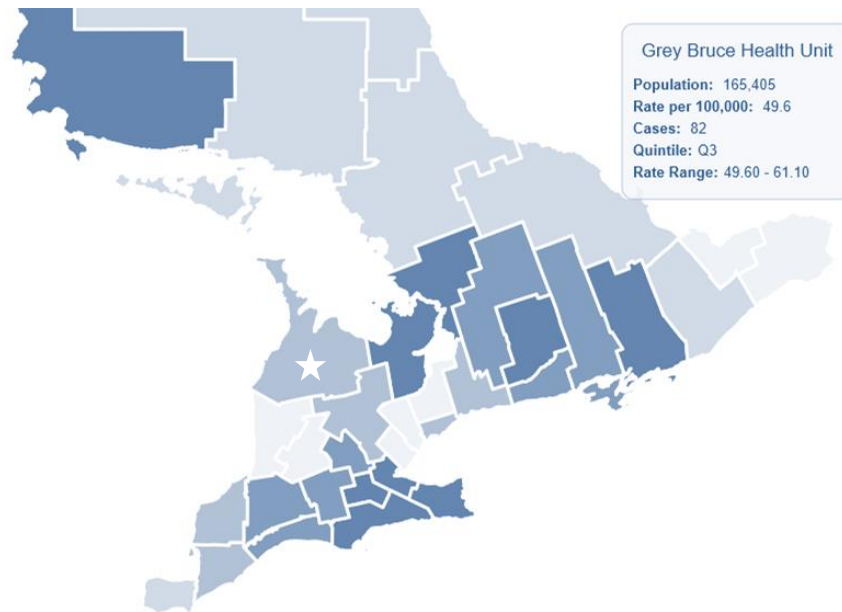 Grey Bruce Health Unit
Population: 165,405
Rate per 100,000: 49.6
Cases: 82
Quintile: Q3
Rate Range: 49.60 - 61.10